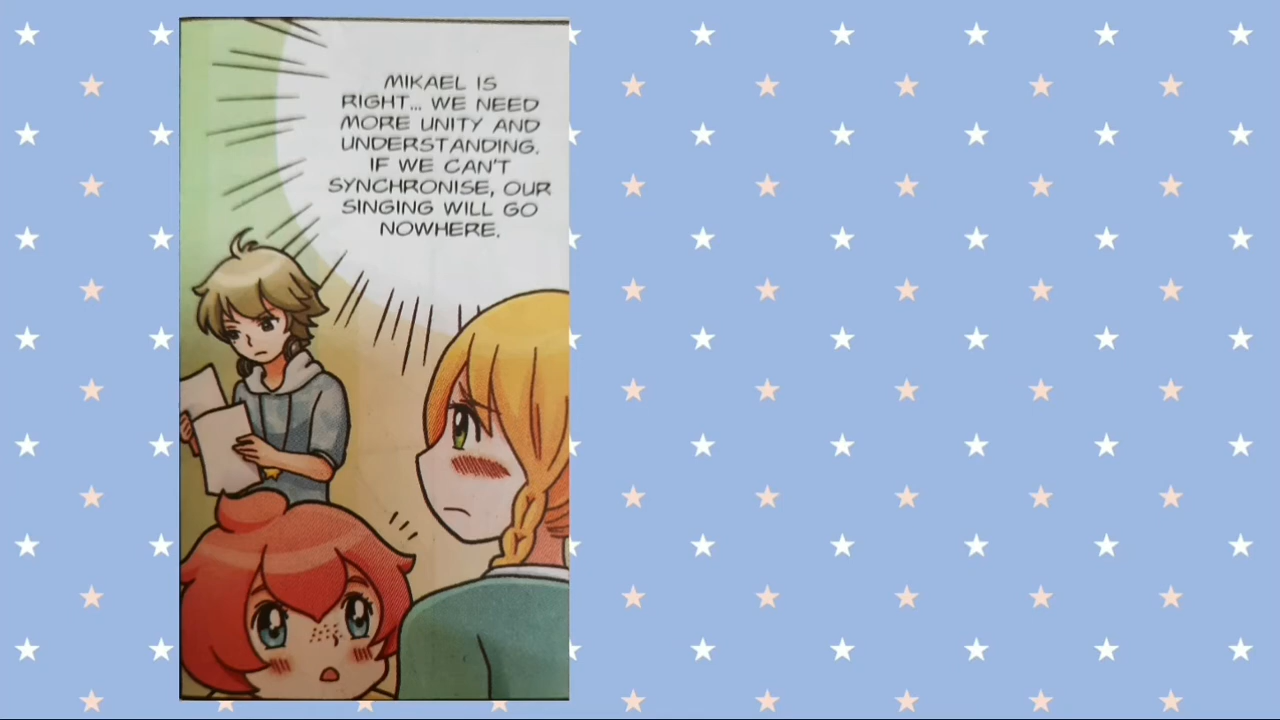 MIKAEL IS
RIGHT... WE NEED
MORE UNITY AND
UNDERSTANDING.
IF WE CAN'T
SYNCHRONISE, OUR
SINGING WILL GO
NOWHERE.